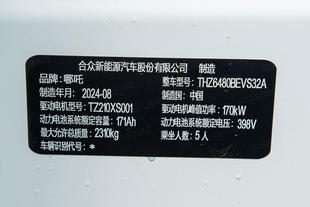 合众新能源汽车股份有限公司 制造
品牌：哪吒 整车型号：THZ6480BEVS32A
制造年月：2024-08 制造国：中国
驱动电机型号：TZ210XS001 驱动电机峰值功率：170kW
动力电池系统额定容量：171Ah 动力电池系统额定电压：398V
最大允许总质量：2310kg 乘坐人数：5人
车辆识别代号：*